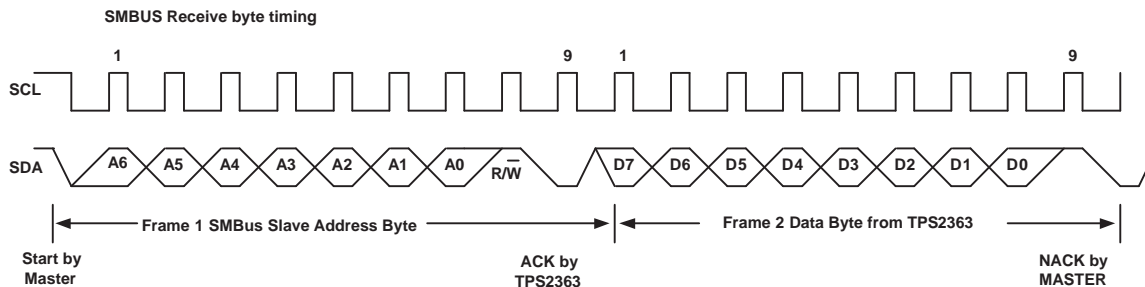 SMBUS Receive byte timing
1 9 1 9
SCL
SDA A6 A5 A4 A3 A2 A1 A0 R/W̅ D7 D6 D5 D4 D3 D2 D1 D0
Frame 1 SMBus Slave Address Byte Frame 2 Data Byte from TPS2363
Start by ACK by NACK by
Master TPS2363 MASTER